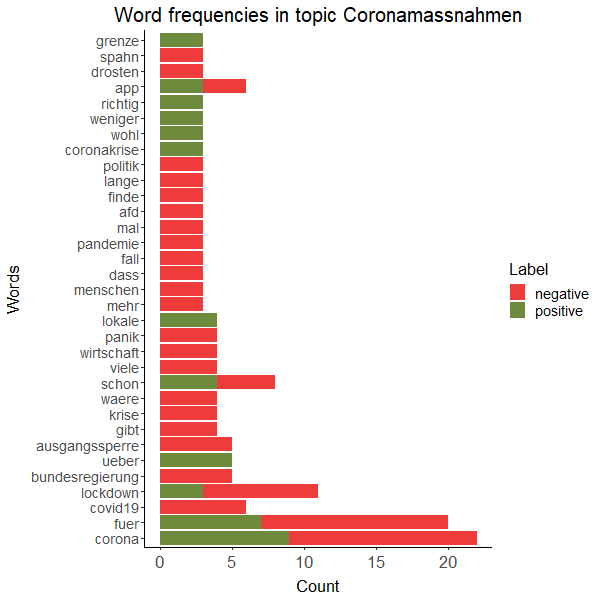 Word frequencies in topic Coronamassnahmen
grenze
spahn
drosten
app
richtig
weniger
wohl
coronakrise
politik
lange
finde
afd
mal
pandemie
fall
dass
menschen
mehr
lokale
panik
wirtschaft
viele
schon
waere
krise
gibt
ausgangssperre
ueber
bundesregierung
lockdown
covid19
fuer
corona
Words
0 5 10 15 20
Count
Label
negative
positive